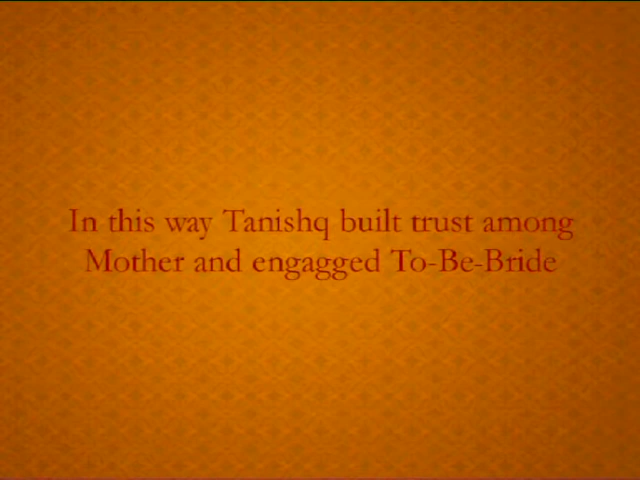 In this way Tanishq built trust among
Mother and engagged To-Be-Bride